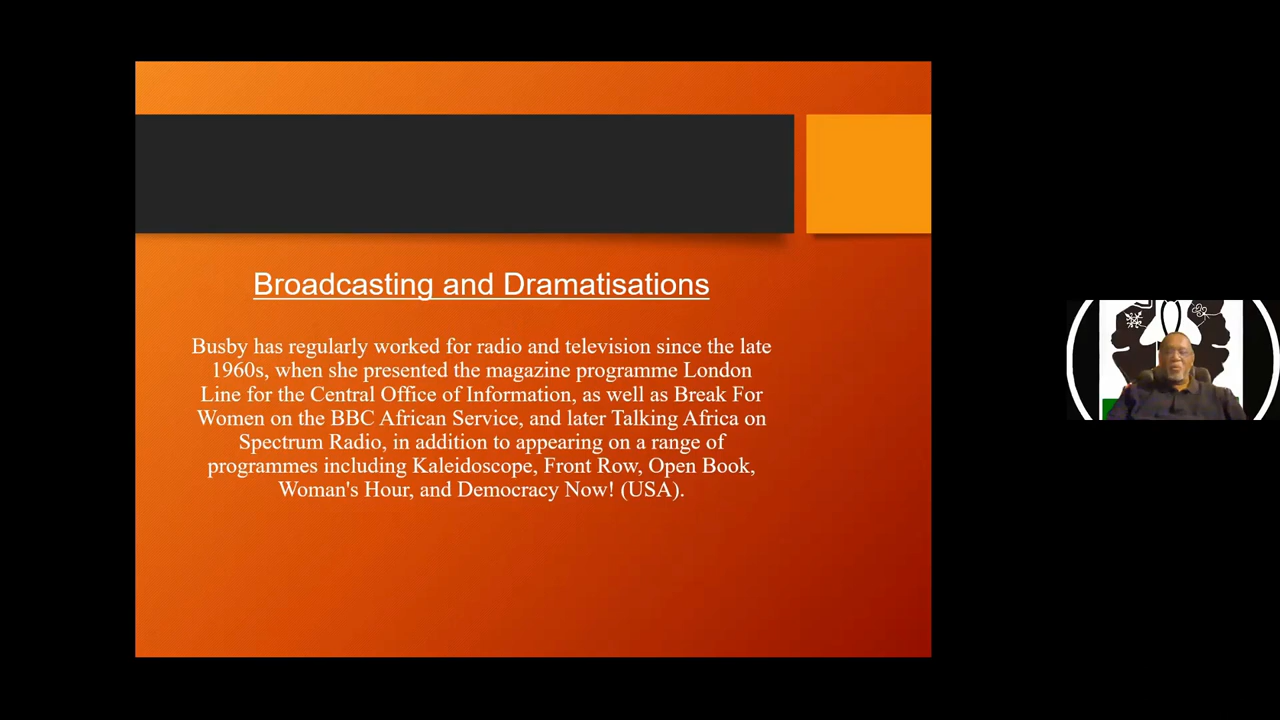 Broadcasting and Dramatisations
Busby has regularly worked for radio and television since the late
1960s, when she presented the magazine programme London
Line for the Central Office of Information, as well as Break For
Women on the BBC African Service, and later Talking Africa on
Spectrum Radio, in addition to appearing on a range of
programmes including Kaleidoscope, Front Row, Open Book,
Woman's Hour, and Democracy Now! (USA).